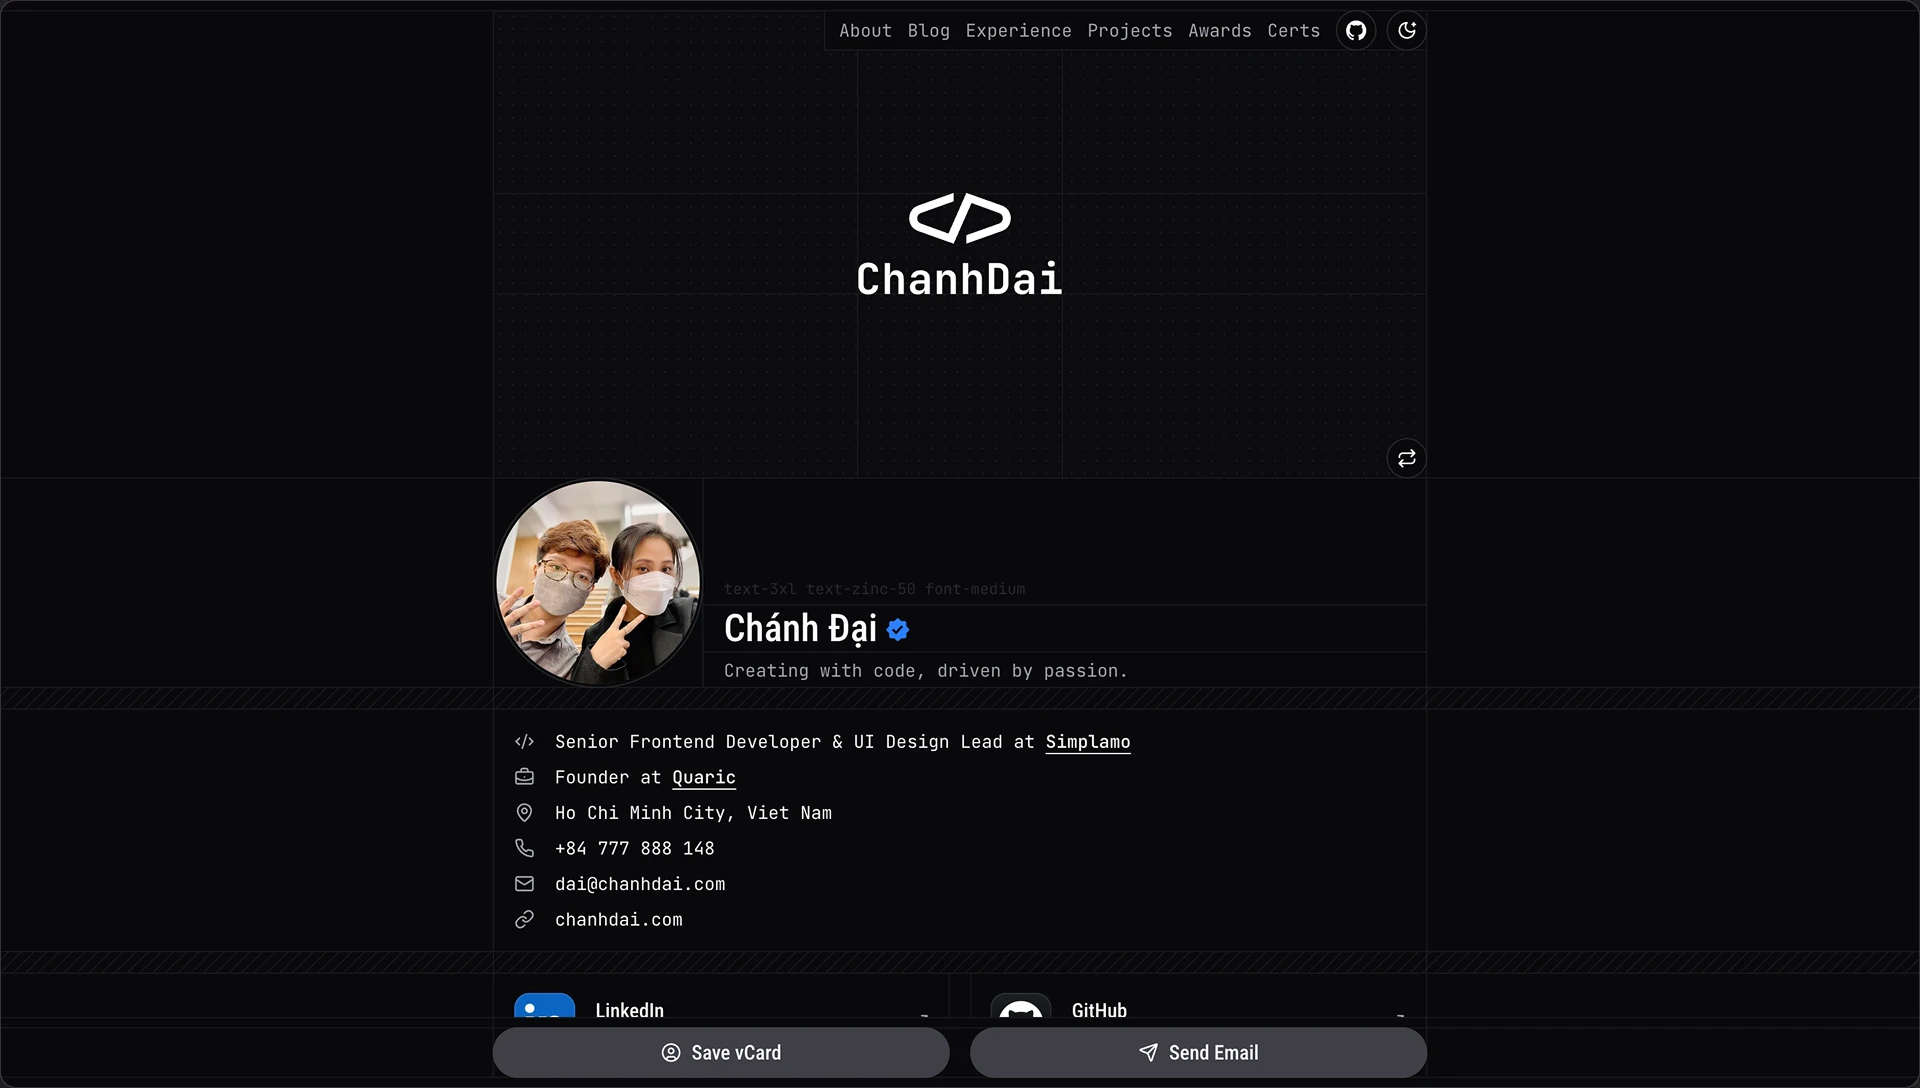 About Blog Experience Projects Awards Certs
ChanhDai
text-3xl text-zinc-50 font-medium
Chánh Đại
Creating with code, driven by passion.
Senior Frontend Developer & UI Design Lead at Simplamo
Founder at Quaric
Ho Chi Minh City, Viet Nam
+84 777 888 148
dai@chanhdai.com
chanhdai.com
LinkedIn
GitHub
Save vCard
Send Email